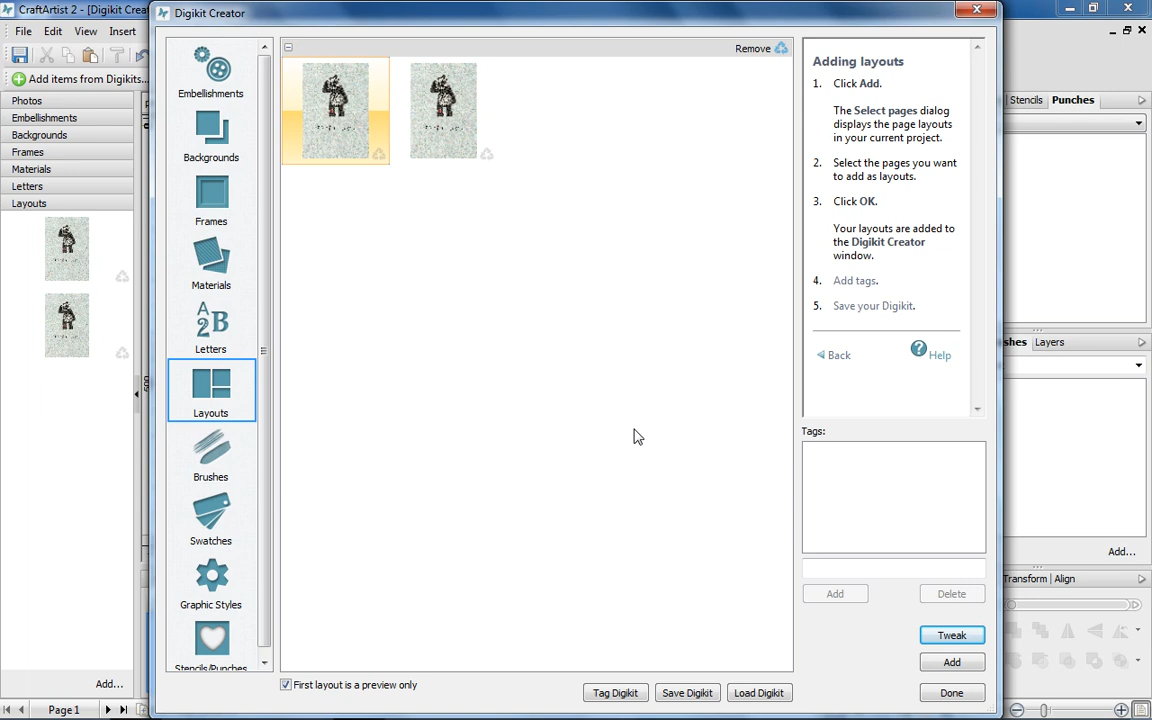 CraftArtist 2 - [Digikit Crea
Digikit Creator
File Edit View Insert
Add items from Digikits...
Photos
Embellishments
Backgrounds
Frames
Materials
Letters
Layouts
Add...
Page 1
Embellishments
Backgrounds
Frames
Materials
Letters
Layouts
Brushes
Swatches
Graphic Styles
Stencils/Punches
Remove
First layout is a preview only
Tag Digikit Save Digikit Load Digikit
Adding layouts
1. Click Add.
The Select pages dialog
displays the page layouts
in your current project.
2. Select the pages you want
to add as layouts.
3. Click OK.
Your layouts are added to
the Digikit Creator
window.
4. Add tags.
5. Save your Digikit.
Back
Help
Tags:
Add Delete
Tweak
Add
Done
Stencils Punches
shes Layers
Add...
Transform Align